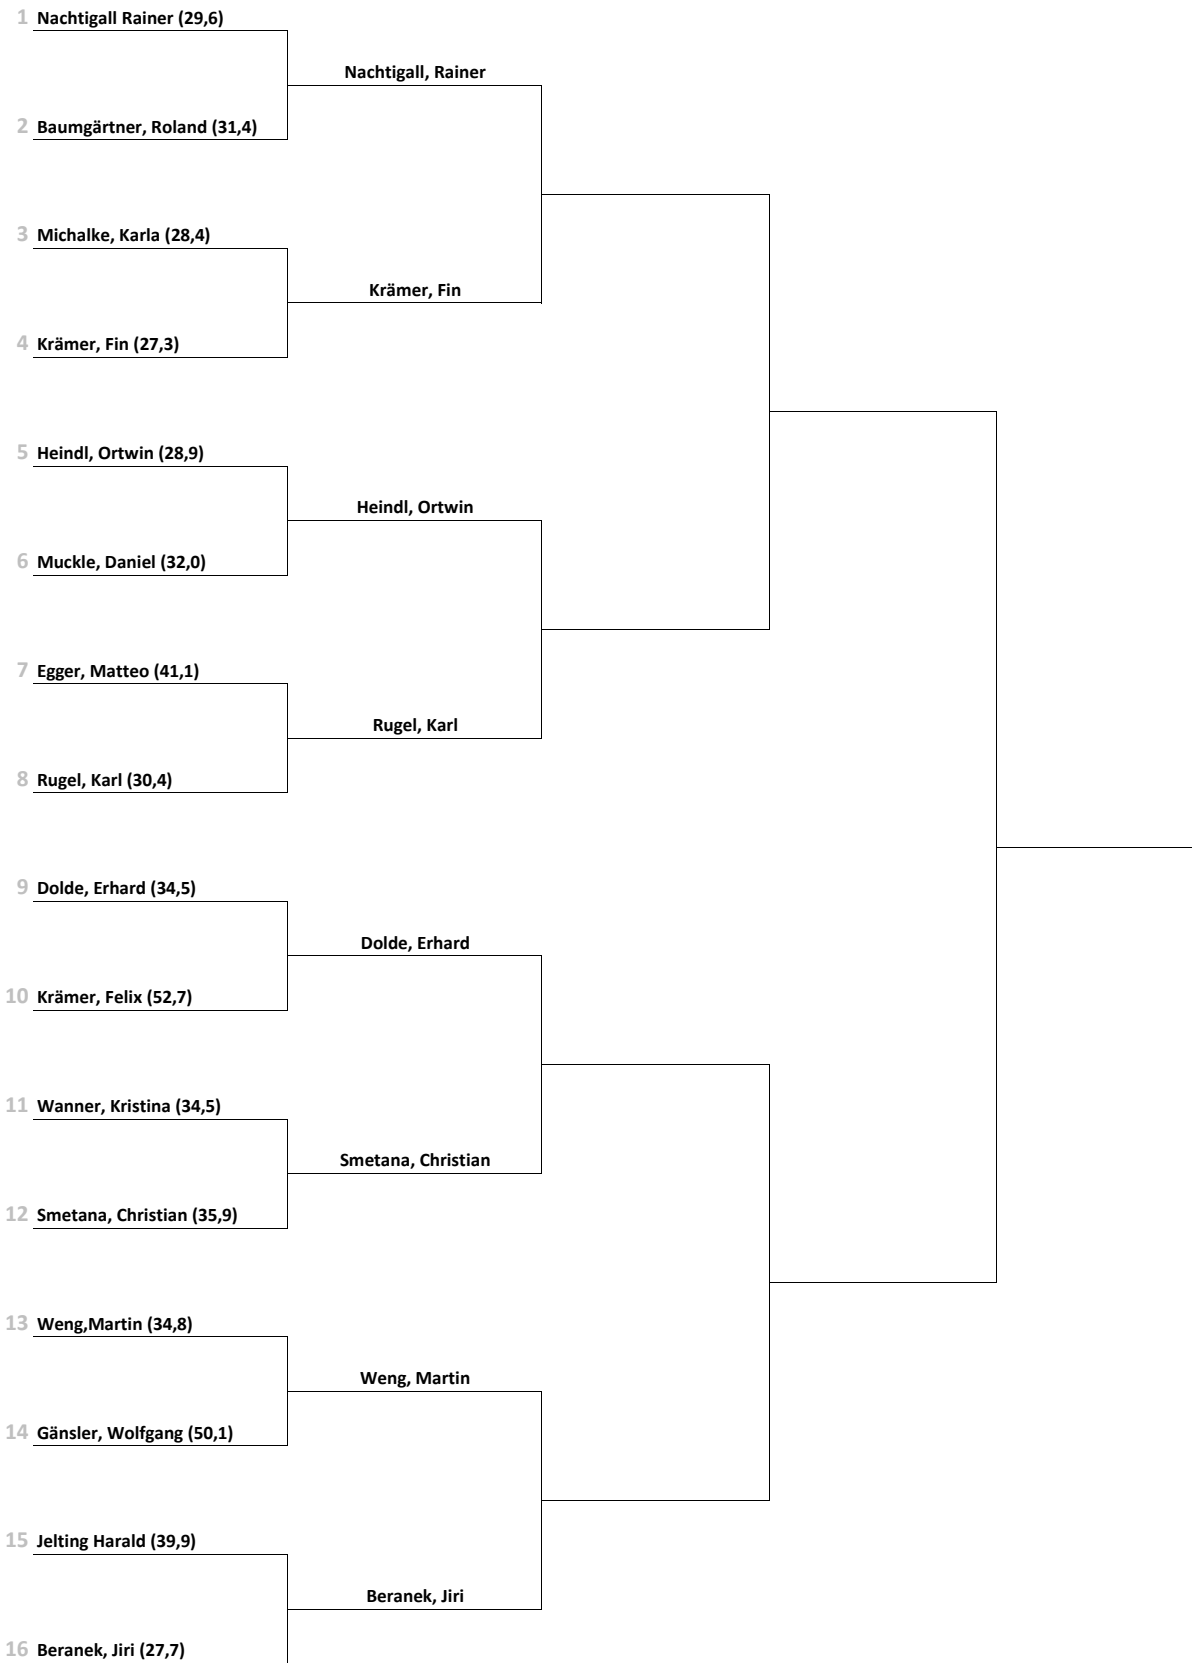 1 Nachtigall Rainer (29,6)
Nachtigall, Rainer
2 Baumgärtner, Roland (31,4)
3 Michalke, Karla (28,4)
Krämer, Fin
4 Krämer, Fin (27,3)
5 Heindl, Ortwin (28,9)
Heindl, Ortwin
6 Muckle, Daniel (32,0)
7 Egger, Matteo (41,1)
Rugel, Karl
8 Rugel, Karl (30,4)
9 Dolde, Erhard (34,5)
Dolde, Erhard
10 Krämer, Felix (52,7)
11 Wanner, Kristina (34,5)
Smetana, Christian
12 Smetana, Christian (35,9)
13 Weng,Martin (34,8)
Weng, Martin
14 Gänsler, Wolfgang (50,1)
15 Jelting Harald (39,9)
Beranek, Jiri
16 Beranek, Jiri (27,7)